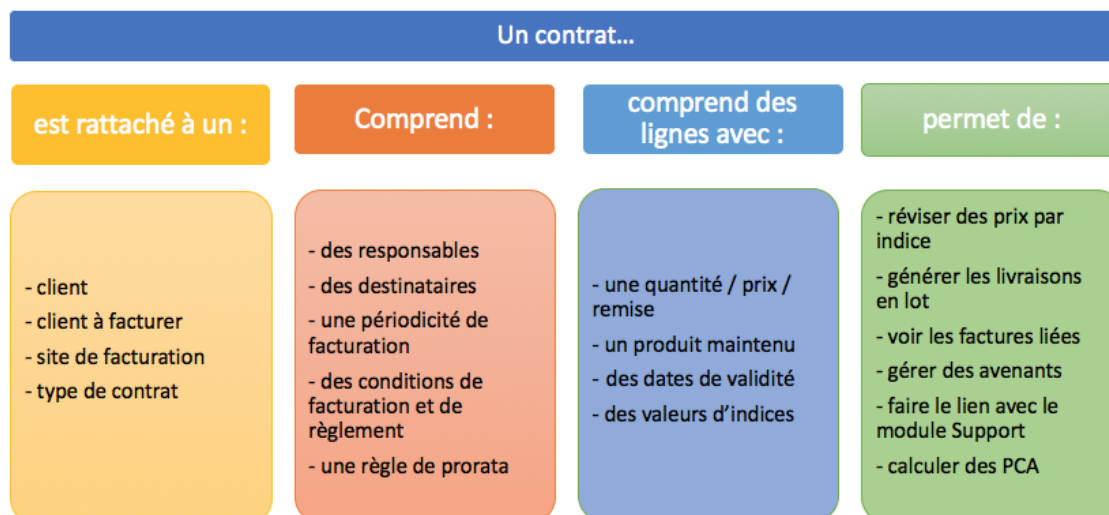 Un contrat...
est rattaché à un :
- client
- client à facturer
- site de facturation
- type de contrat
Comprend :
- des responsables
- des destinataires
- une périodicité de
facturation
- des conditions de
facturation et de
règlement
- une règle de prorata
comprend des
lignes avec :
- une quantité / prix /
remise
- un produit maintenu
- des dates de validité
- des valeurs d'indices
permet de :
- réviser des prix par
indice
- générer les livraisons
en lot
- voir les factures liées
- gérer des avenants
- faire le lien avec le
module Support
- calculer des PCA